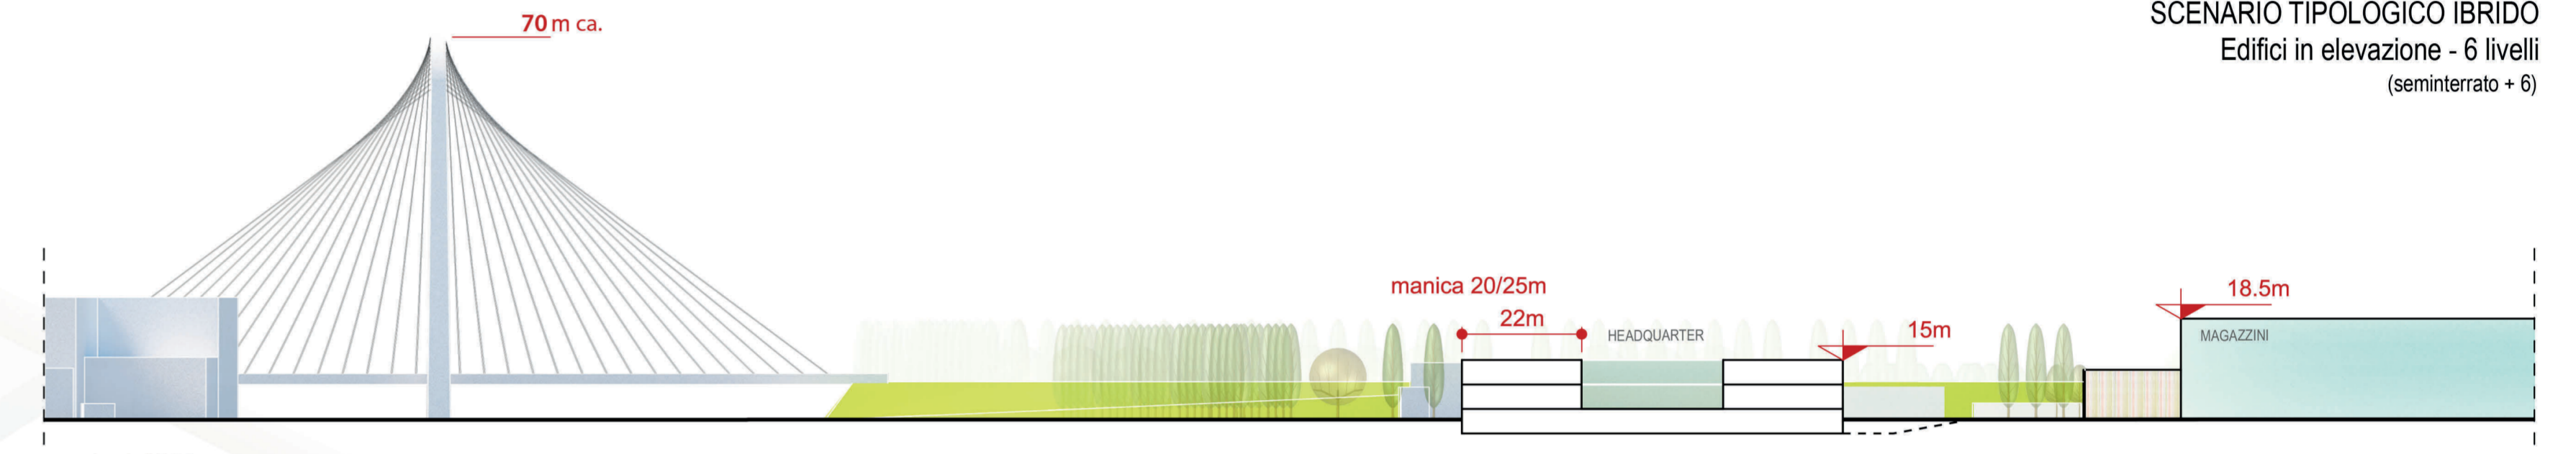 SCENARIO TIPOLOGICO IBRIDO
Edifici in elevazione - 6 livelli
(seminterrato + 6)
70 m ca.
manica 20/25m
22m
HEADQUARTER
15m
18.5m
MAGAZZINI